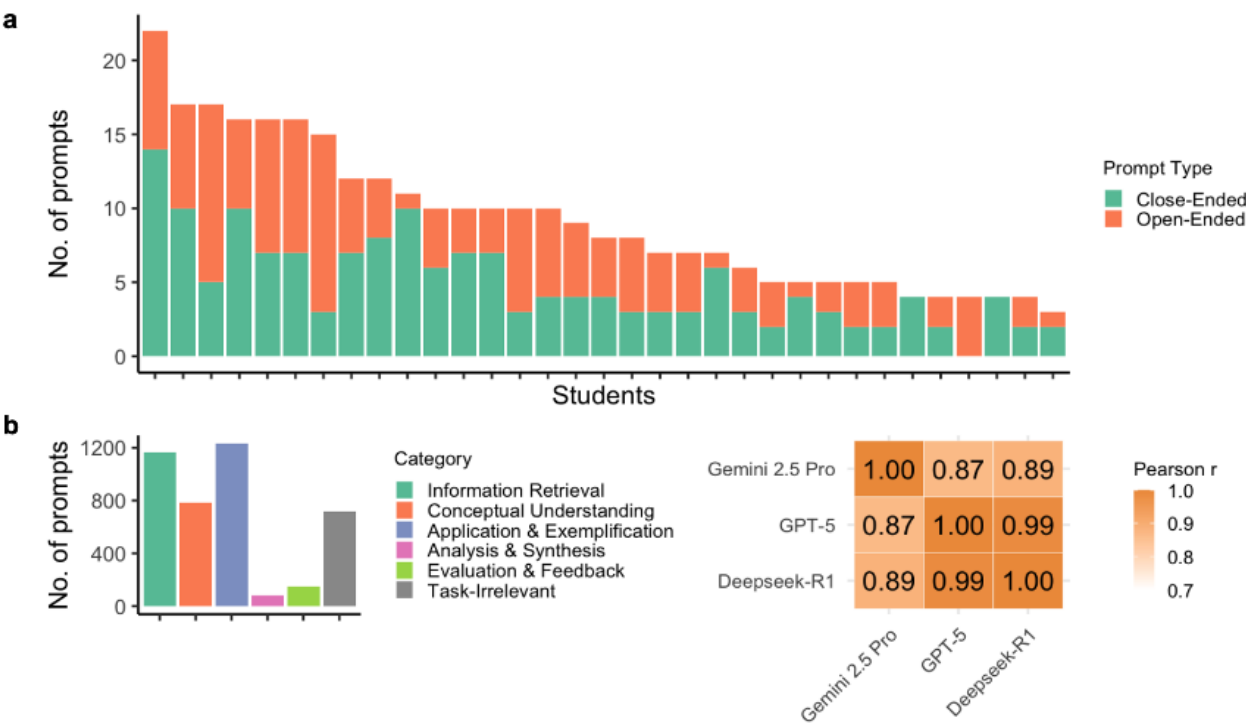 a
No. of prompts
20
15
10
5
0
Students
Prompt Type
Close-Ended
Open-Ended
b
No. of prompts
1200
800
400
0
Category
Information Retrieval
Conceptual Understanding
Application & Exemplification
Analysis & Synthesis
Evaluation & Feedback
Task-Irrelevant
Gemini 2.5 Pro 1.00 0.87 0.89
GPT-5 0.87 1.00 0.99
Deepseek-R1 0.89 0.99 1.00
Gemini 2.5 Pro GPT-5 Deepseek-R1
Pearson r
1.0
0.9
0.8
0.7